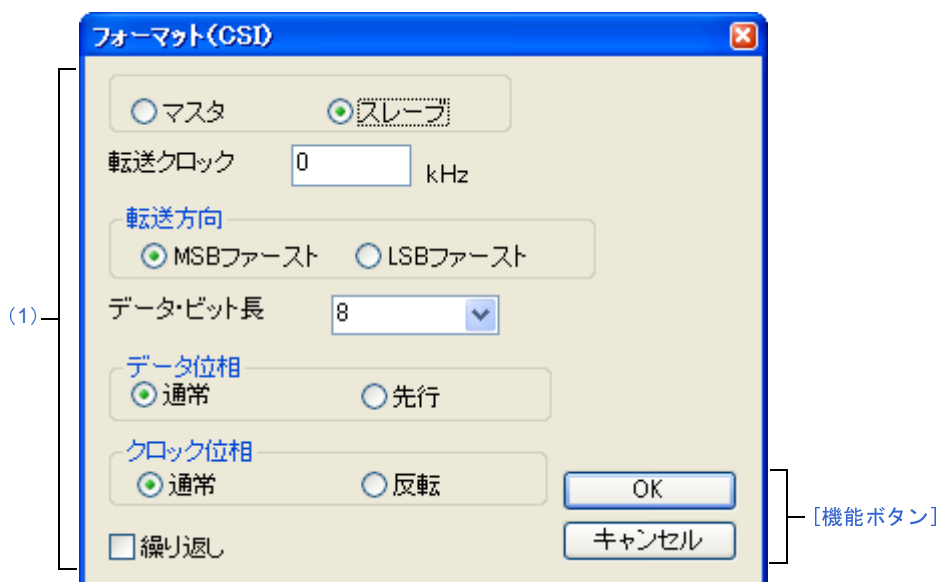 フォーマット(CSI)
マスタ スレーブ
転送クロック 0 kHz
転送方向
MSBファースト LSBファースト
(1)
データ・ビット長 8
データ位相
通常 先行
クロック位相
通常 反転
OK
[機能ボタン]
繰り返し キャンセル